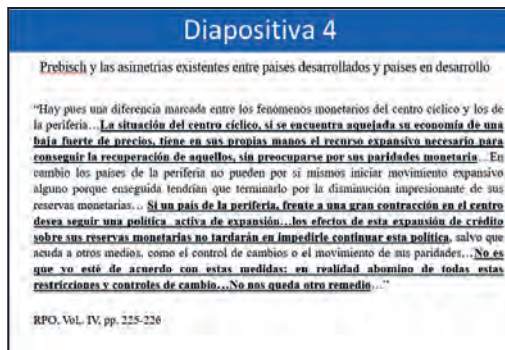 Diapositiva 4
Prebisch y las asimetrías existentes entre países desarrollados y países en desarrollo
“Hay pues una diferencia marcada entre los fenómenos monetarios del centro cíclico y los de
la periferia…La situación del centro cíclico, si se encuentra aquejada su economía de una
baja fuerte de precios, tiene en sus propias manos el recurso expansivo necesario para
conseguir la recuperación de aquellos, sin preocuparse por sus paridades monetaria…En
cambio los países de la periferia no pueden por sí mismos iniciar movimiento expansivo
alguno porque enseguida tendrían que terminarlo por la disminución impresionante de sus
reservas monetarias… Si un país de la periferia, frente a una gran contracción en el centro
desea seguir una política activa de expansión…los efectos de esta expansión de crédito
sobre sus reservas monetarias no tardarán en impedirle continuar esta política, salvo que
acuda a otros medios, como el control de cambios o el movimiento de sus paridades…No es
que yo esté de acuerdo con estas medidas: en realidad abomino de todas estas
restricciones y controles de cambio…No nos queda otro remedio…”
RPO. VoL. IV, pp. 225-226